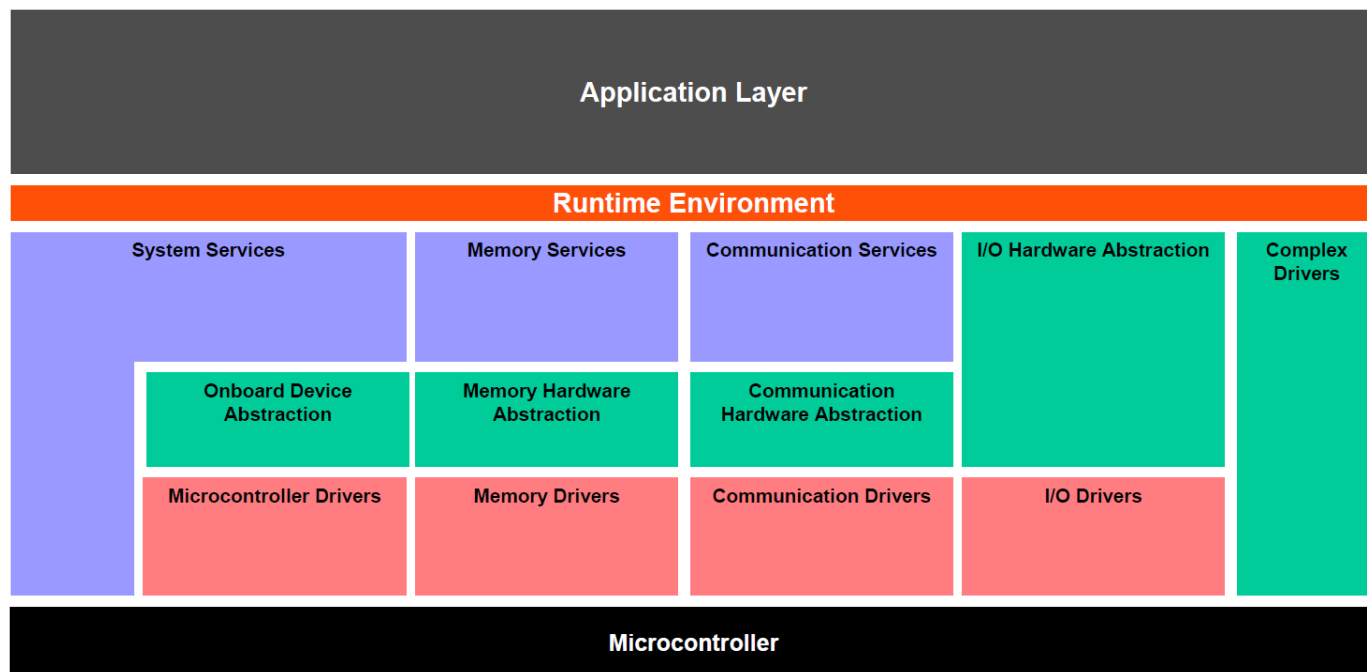 Application Layer
Runtime Environment
System Services
Memory Services
Communication Services
I/O Hardware Abstraction
Complex
Drivers
Onboard Device
Abstraction
Memory Hardware
Abstraction
Communication
Hardware Abstraction
Microcontroller Drivers
Memory Drivers
Communication Drivers
I/O Drivers
Microcontroller